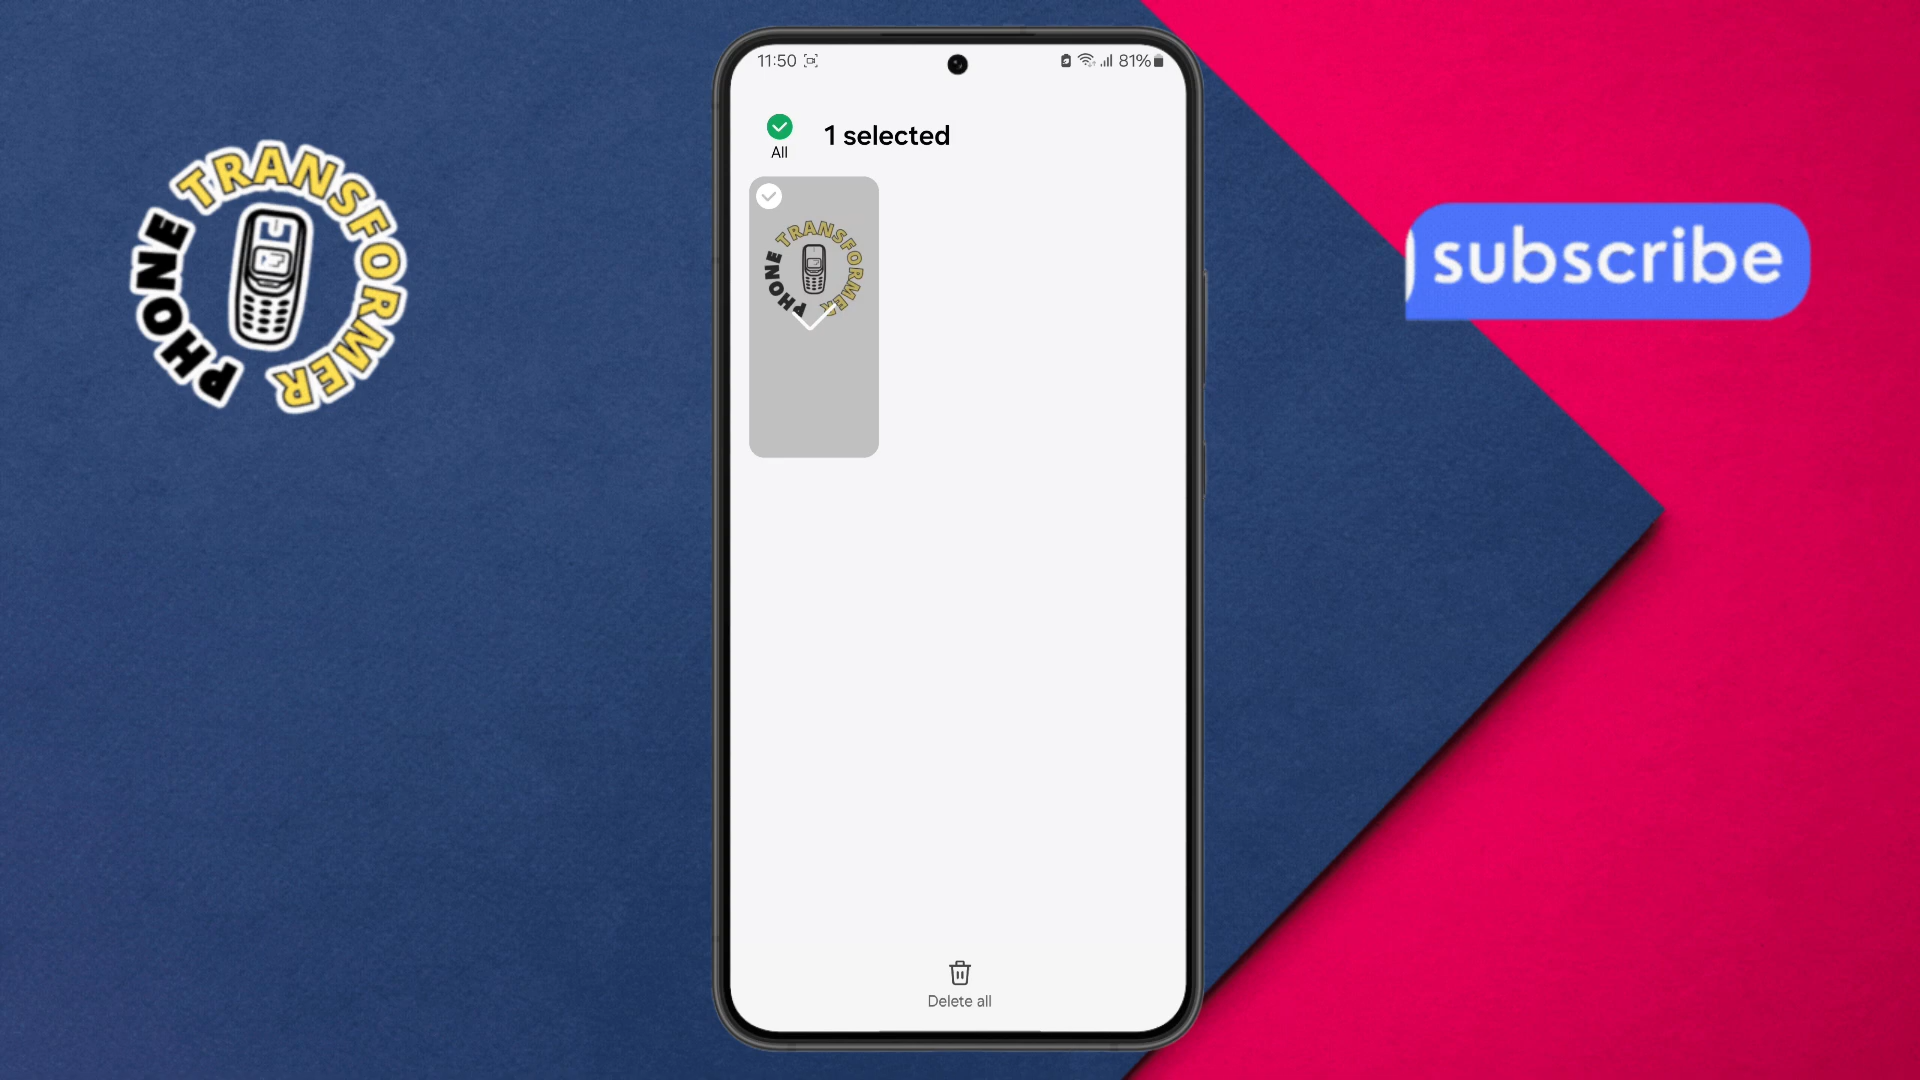 PHONE TRANSFORMER
11:50
81%
All
1 selected
PHONE TRANSFORMER
Delete all
subscribe